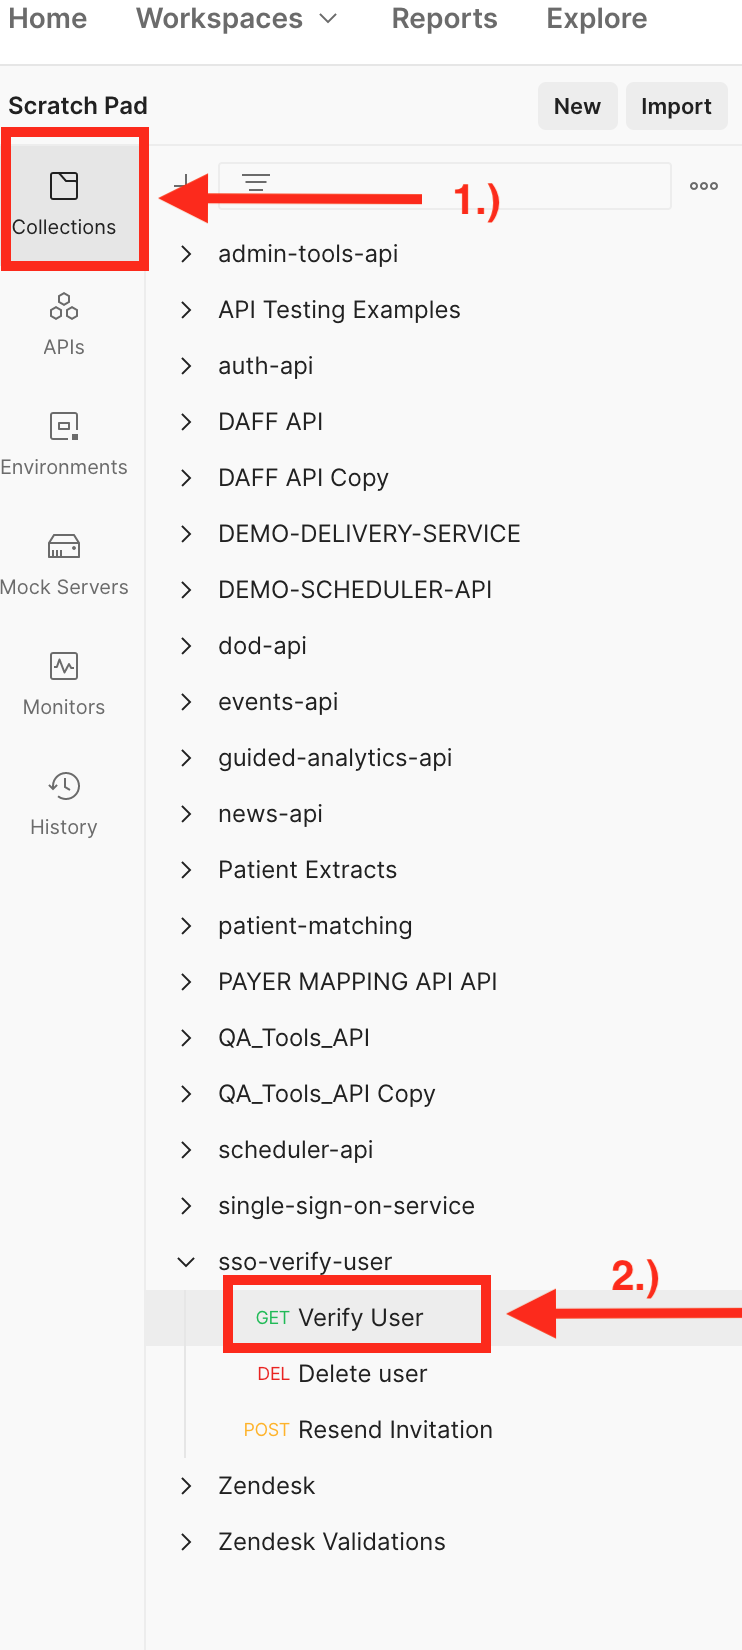 Home Workspaces Reports Explore
Scratch Pad New Import
Collections
1.)
admin-tools-api
API Testing Examples
APIs
auth-api
DAFF API
Environments
DAFF API Copy
DEMO-DELIVERY-SERVICE
Mock Servers
DEMO-SCHEDULER-API
dod-api
Monitors
events-api
guided-analytics-api
History
news-api
Patient Extracts
patient-matching
PAYER MAPPING API API
QA_Tools_API
QA_Tools_API Copy
scheduler-api
single-sign-on-service
sso-verify-user
2.)
GET Verify User
DEL Delete user
POST Resend Invitation
Zendesk
Zendesk Validations